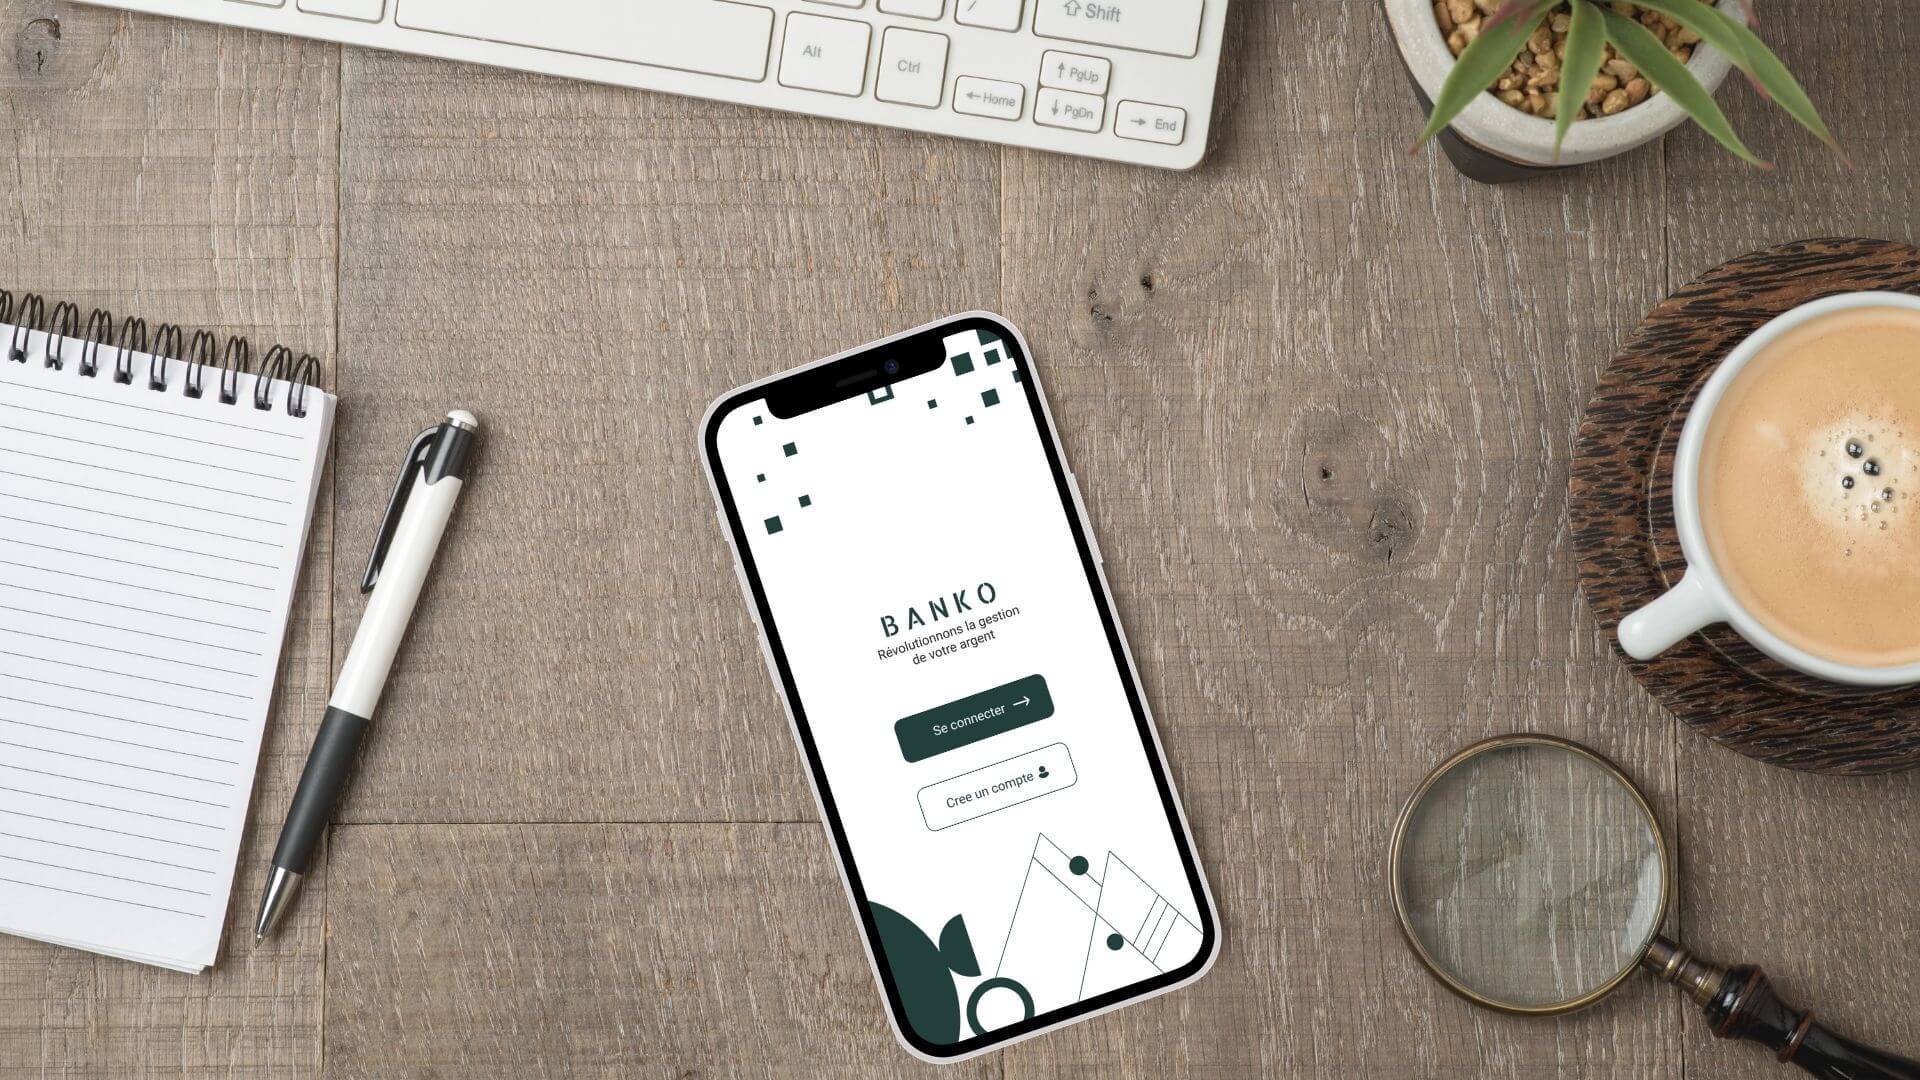 Shift
Alt
Ctrl
PgUp
Home
PgDn
End
BANKO
Révolutionnons la gestion
de votre argent
Se connecter
Cree un compte